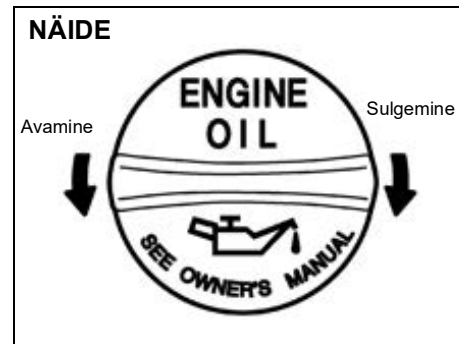 NÄIDE
ENGINE
OIL
Avamine
Sulgemine
SEE OWNER'S MANUAL